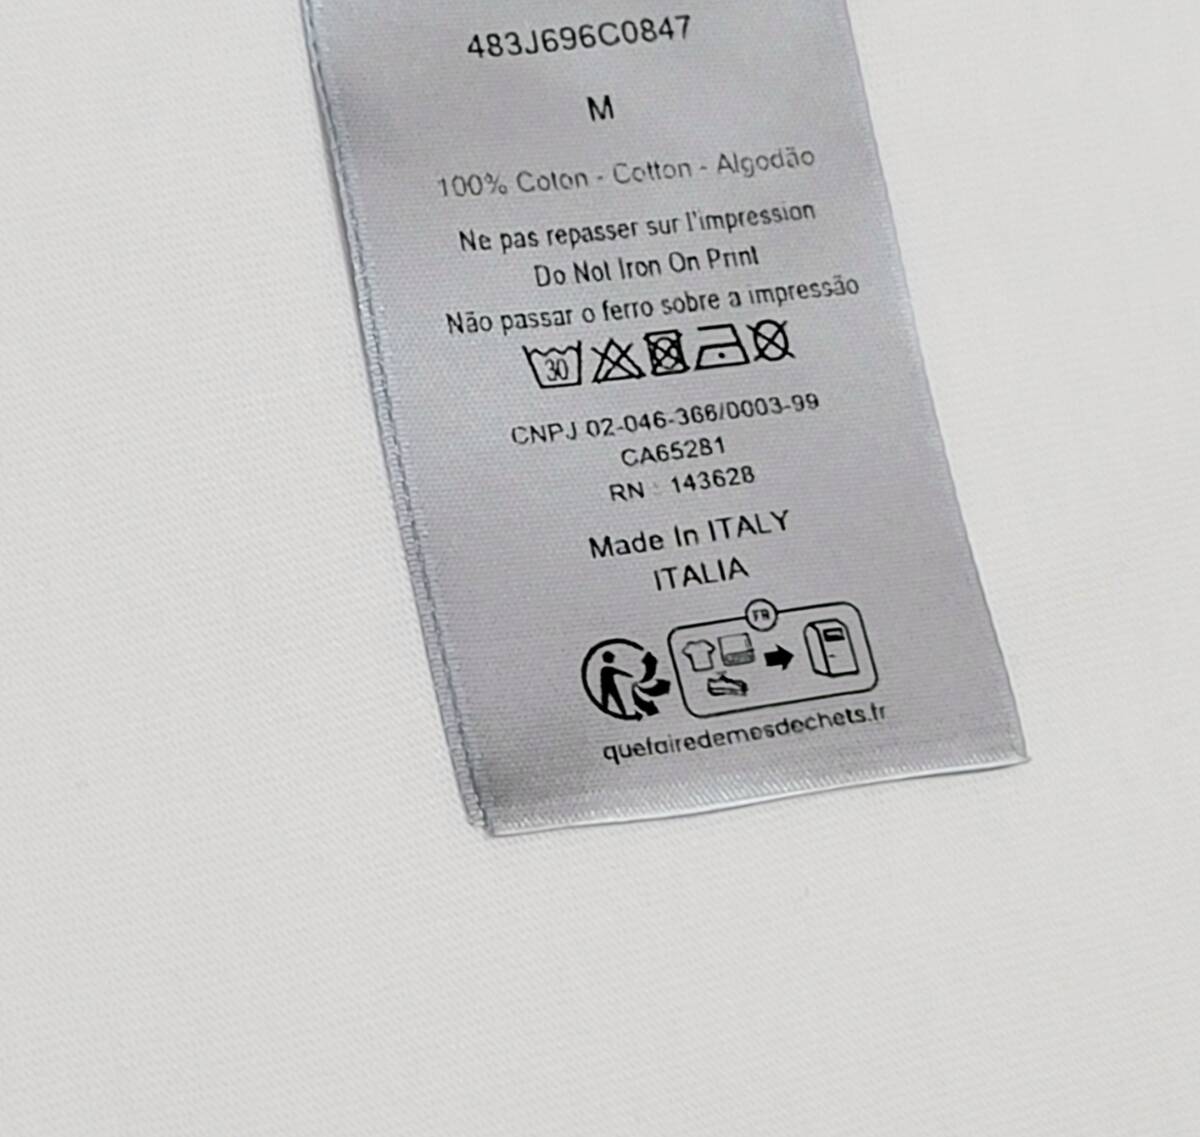 483J696C0847
M
100% Coton - Cotton - Algodão
Ne pas repasser sur l'impression
Do Not Iron On Print
Não passar o ferro sobre a impressão
30
CNPJ 02-046-366/0003-99
CA65281
RN : 143628
Made In ITALY
ITALIA
FR
quefairedemesdechets.fr